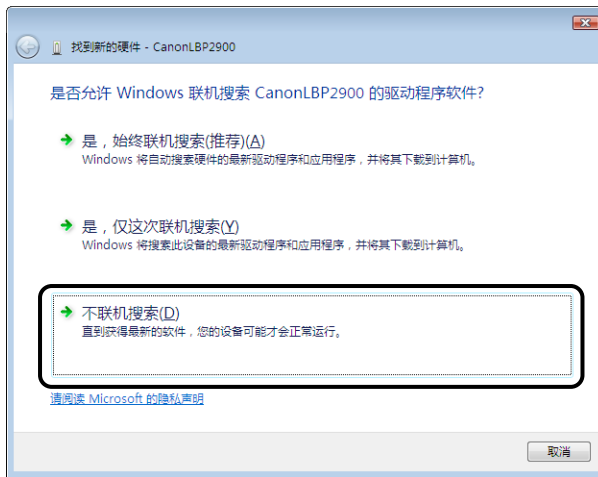 找到新的硬件 - CanonLBP2900
是否允许 Windows 联机搜索 CanonLBP2900 的驱动程序软件?
是，始终联机搜索(推荐)(A)
Windows 将自动搜索硬件的最新驱动程序和应用程序，并将其下载到计算机。
是，仅这次联机搜索(Y)
Windows 将搜索此设备的最新驱动程序和应用程序，并将其下载到计算机。
不联机搜索(D)
直到获得最新的软件，您的设备可能才会正常运行。
请阅读 Microsoft 的隐私声明
取消